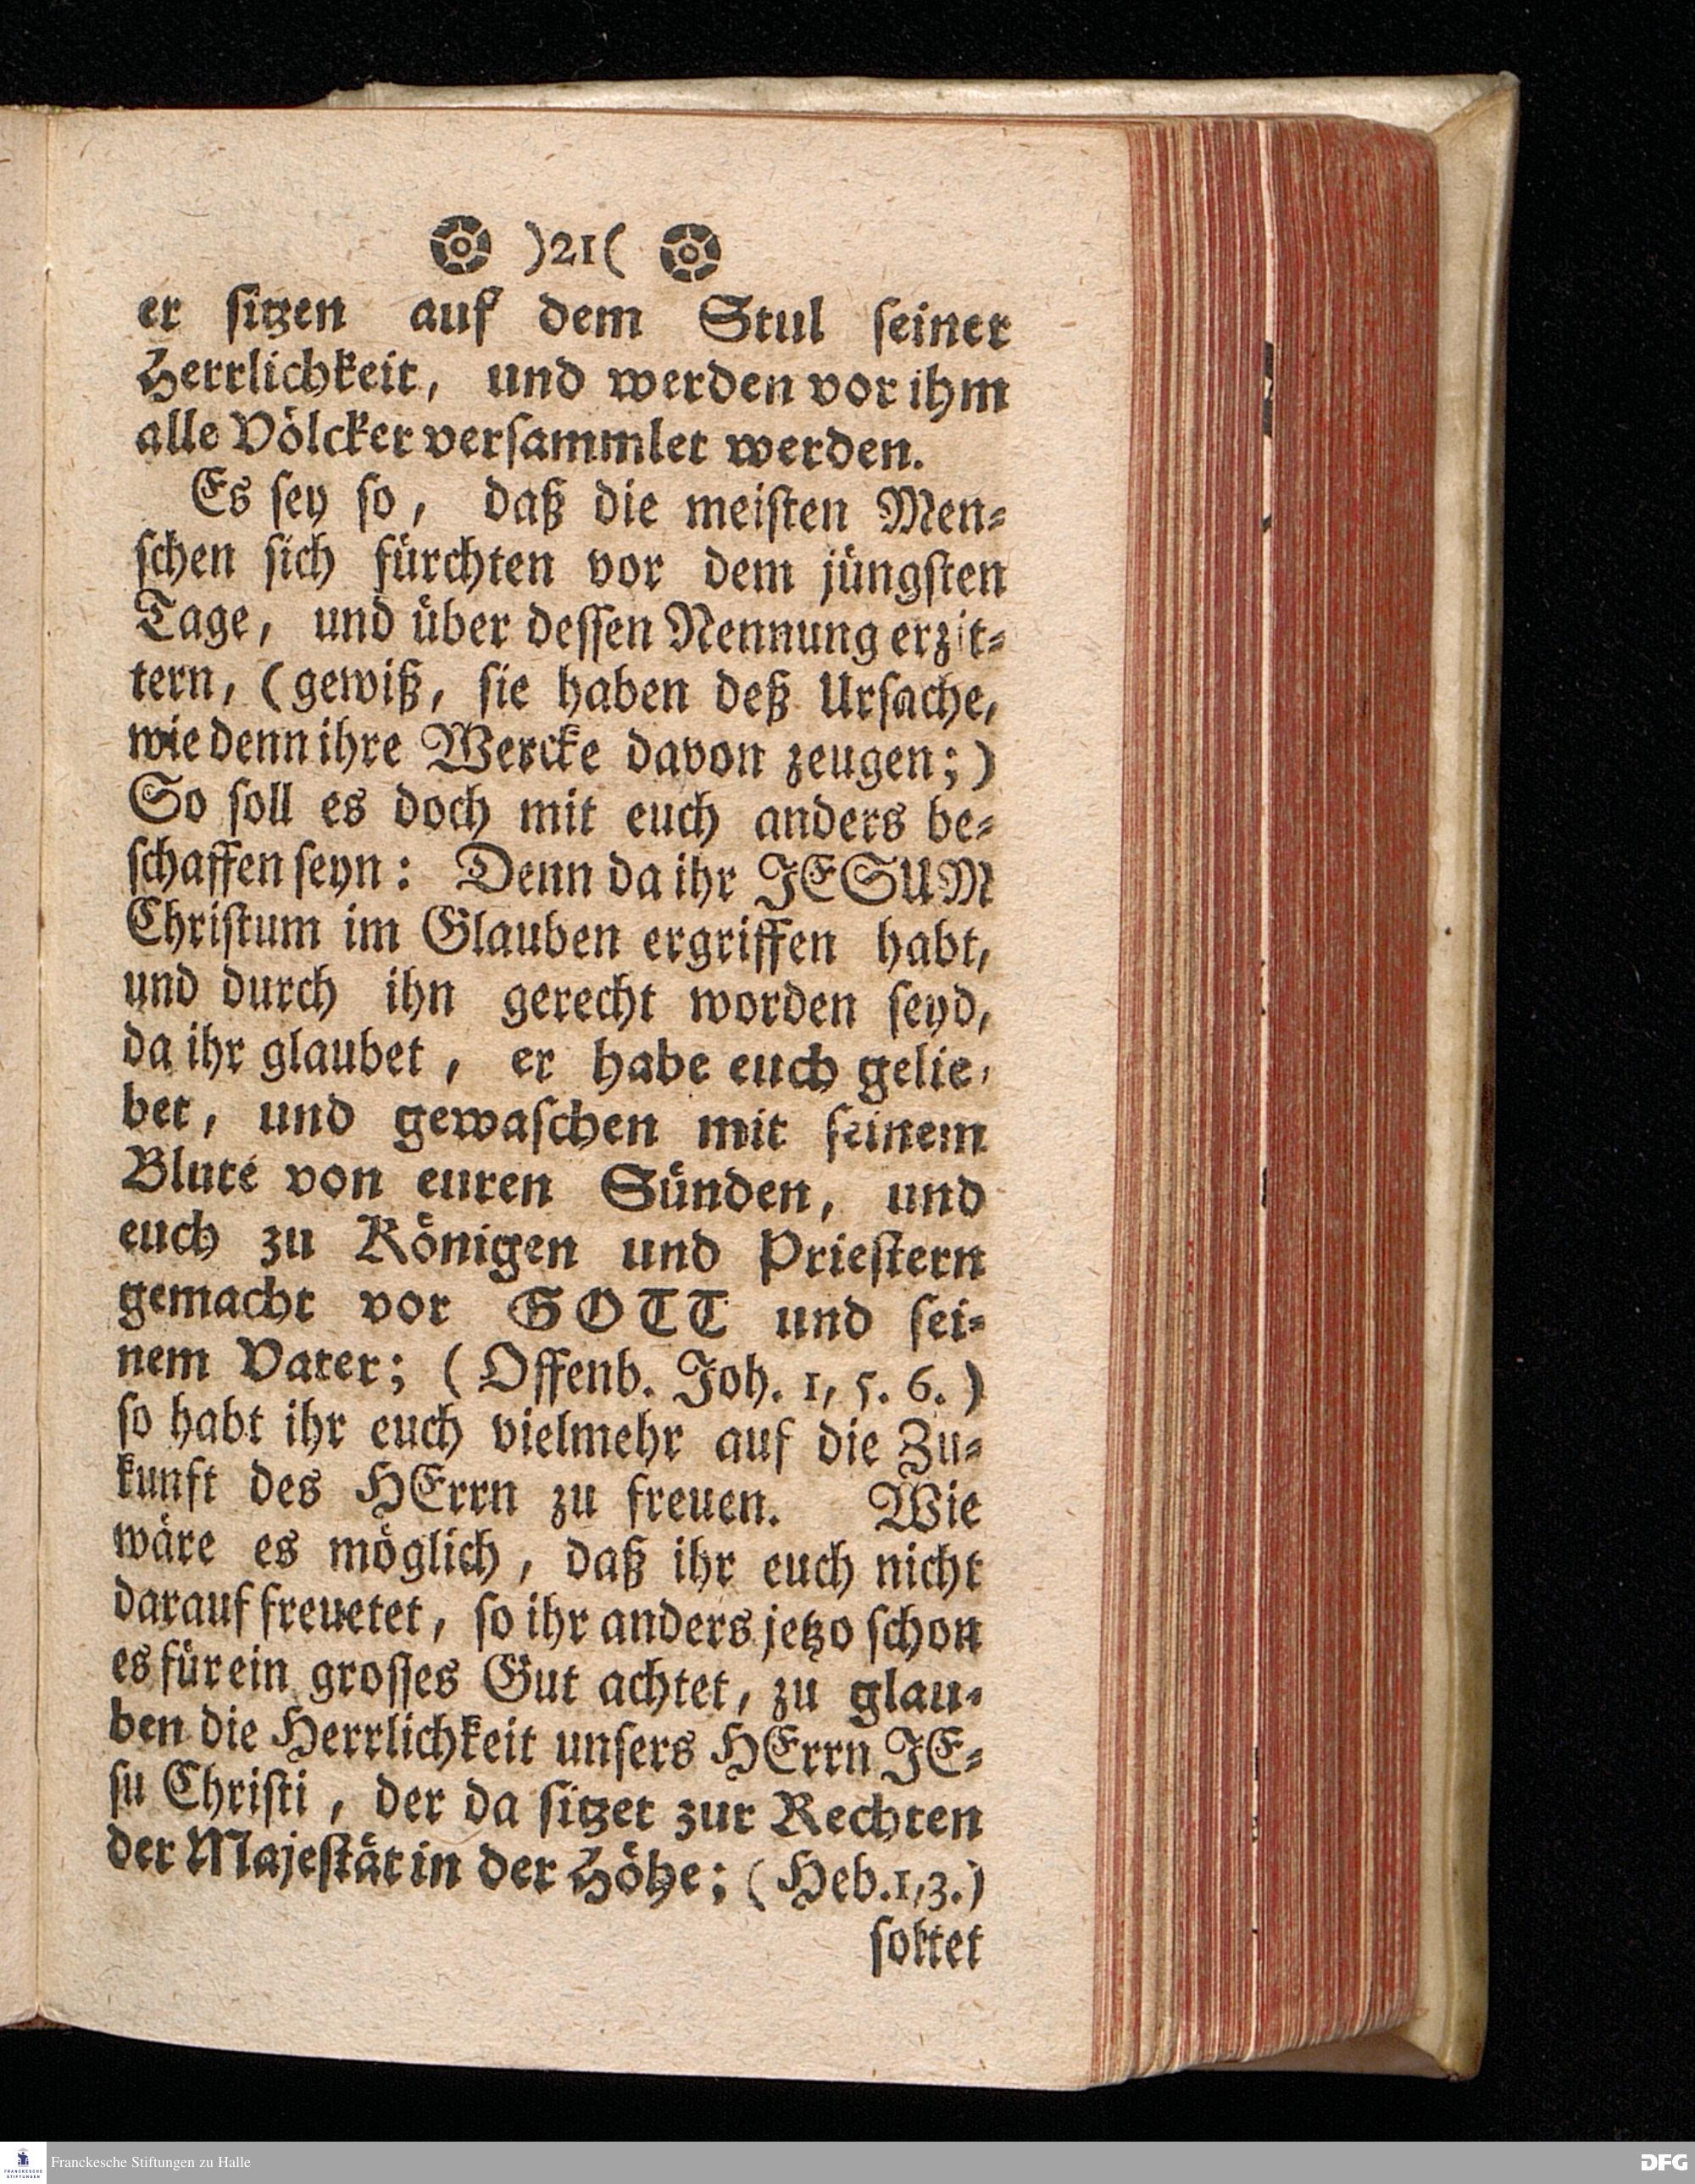 )21(
er sitzen auf dem Stul seiner
Herrlichkeit, und werden vor ihm
alle Völcker versammlet werden.
Es sey so, daß die meisten Men-
schen sich fürchten vor dem jüngsten
Tage, und über dessen Nennung erzit-
tern, (gewiß, sie haben deß Ursache,
wie denn ihre Wercke davon zeugen;)
So soll es doch mit euch anders be-
schaffen seyn: Denn da ihr JESUM
Christum im Glauben ergriffen habt,
und durch ihn gerecht worden seyd,
da ihr glaubet, er habe euch gelie-
bet, und gewaschen mit seinem
Blute von euren Sünden, und
euch zu Königen und Priestern
gemacht vor GOTT und sei-
nem Vater; (Offenb. Joh. 1, 5. 6.)
so habt ihr euch vielmehr auf die Zu-
kunft des HErrn zu freuen. Wie
wäre es möglich, daß ihr euch nicht
darauf freuetet, so ihr anders jetzo schon
es für ein grosses Gut achtet, zu glau-
ben die Herrlichkeit unsers HErrn JE-
su Christi, der da sitzet zur Rechten
der Majestät in der Höhe; (Heb. 1, 3.)
soltet
FRANCKESCHE
STIFTUNGEN
Franckesche Stiftungen zu Halle
DFG